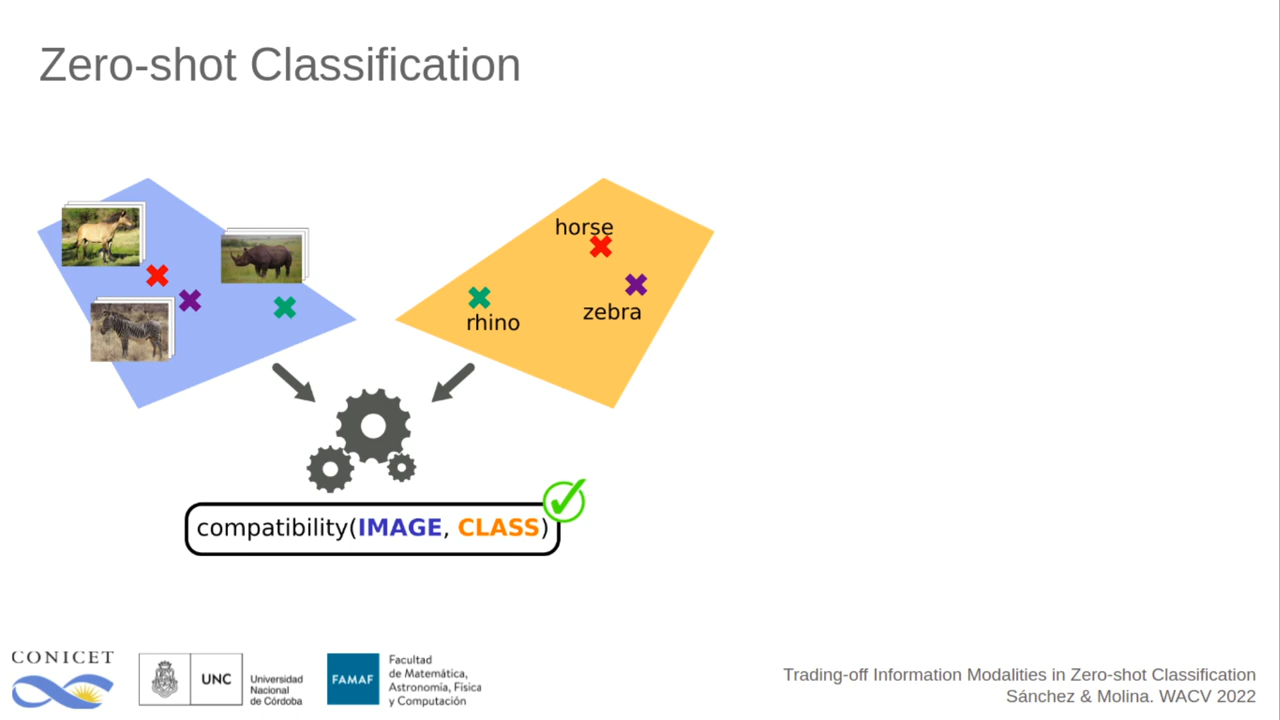 Zero-shot Classification
horse
zebra
rhino
compatibility(IMAGE, CLASS)
CONICET
UNC
Universidad
Nacional
de Córdoba
FAMAF
Facultad
de Matemática,
Astronomía, Física
y Computación
Trading-off Information Modalities in Zero-shot Classification
Sánchez & Molina. WACV 2022